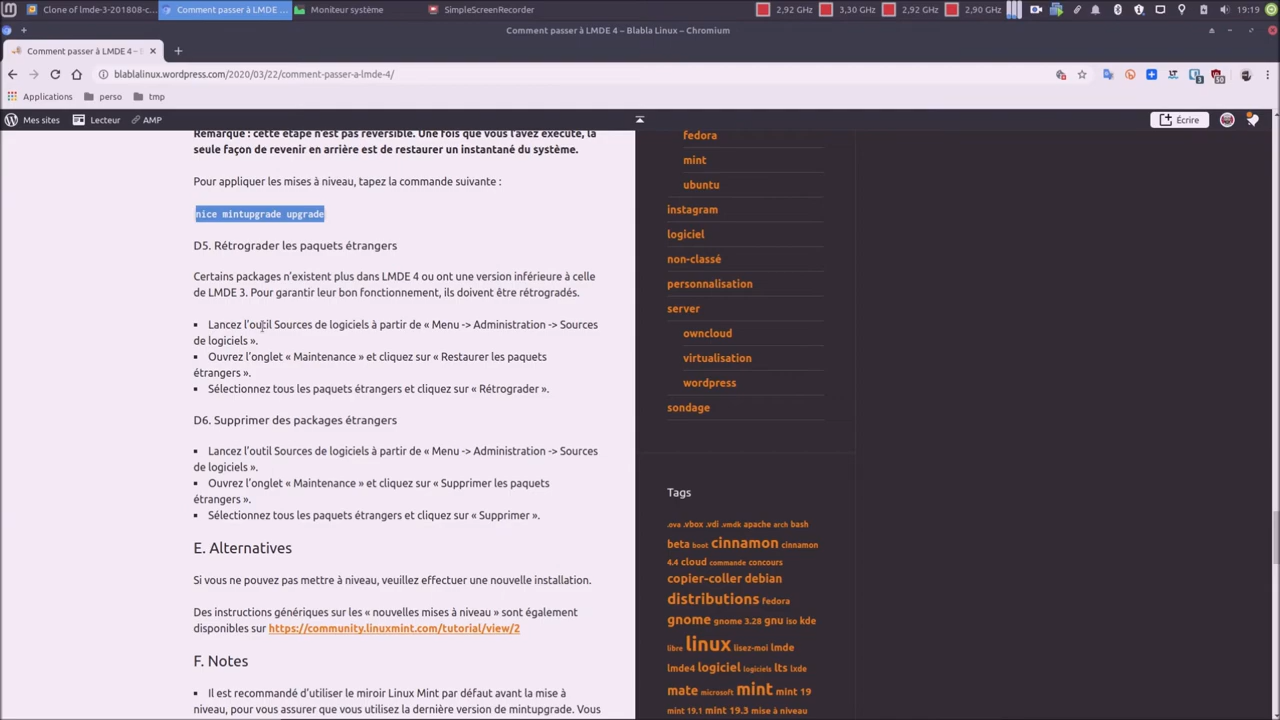 Clone of lmde-3-201808-c...
Comment passer à LMDE ...
Moniteur système
SimpleScreenRecorder
2,92 GHz
3,30 GHz
2,92 GHz
2,90 GHz
19:19
Comment passer à LMDE 4 – Blabla Linux – Chromium
Comment passer à LMDE 4 –
blablalinux.wordpress.com/2020/03/22/comment-passer-a-lmde-4/
Applications
perso
tmp
Mes sites
Lecteur
AMP
Écrire
Remarque : cette étape n'est pas réversible. Une fois que vous l'avez exécuté, la
seule façon de revenir en arrière est de restaurer un instantané du système.
Pour appliquer les mises à niveau, tapez la commande suivante :
nice mintupgrade upgrade
D5. Rétrograder les paquets étrangers
Certains packages n'existent plus dans LMDE 4 ou ont une version inférieure à celle
de LMDE 3. Pour garantir leur bon fonctionnement, ils doivent être rétrogradés.
▪ Lancez l'outil Sources de logiciels à partir de « Menu -> Administration -> Sources
de logiciels ».
▪ Ouvrez l'onglet « Maintenance » et cliquez sur « Restaurer les paquets
étrangers ».
▪ Sélectionnez tous les paquets étrangers et cliquez sur « Rétrograder ».
D6. Supprimer des packages étrangers
▪ Lancez l'outil Sources de logiciels à partir de « Menu -> Administration -> Sources
de logiciels ».
▪ Ouvrez l'onglet « Maintenance » et cliquez sur « Supprimer les paquets
étrangers ».
▪ Sélectionnez tous les paquets étrangers et cliquez sur « Supprimer ».
E. Alternatives
Si vous ne pouvez pas mettre à niveau, veuillez effectuer une nouvelle installation.
Des instructions génériques sur les « nouvelles mises à niveau » sont également
disponibles sur https://community.linuxmint.com/tutorial/view/2
F. Notes
▪ Il est recommandé d'utiliser le miroir Linux Mint par défaut avant la mise à
niveau, pour vous assurer que vous utilisez la dernière version de mintupgrade. Vous
fedora
mint
ubuntu
instagram
logiciel
non-classé
personnalisation
server
owncloud
virtualisation
wordpress
sondage
Tags
.ova .vbox .vdi .vmdk apache arch bash
beta boot cinnamon cinnamon
4.4 cloud commande concours
copier-coller debian
distributions fedora
gnome gnome 3.28 gnu iso kde
libre linux lisez-moi lmde
lmde4 logiciel logiciels lts lxde
mate microsoft mint mint 19
mint 19.1 mint 19.3 mise à niveau